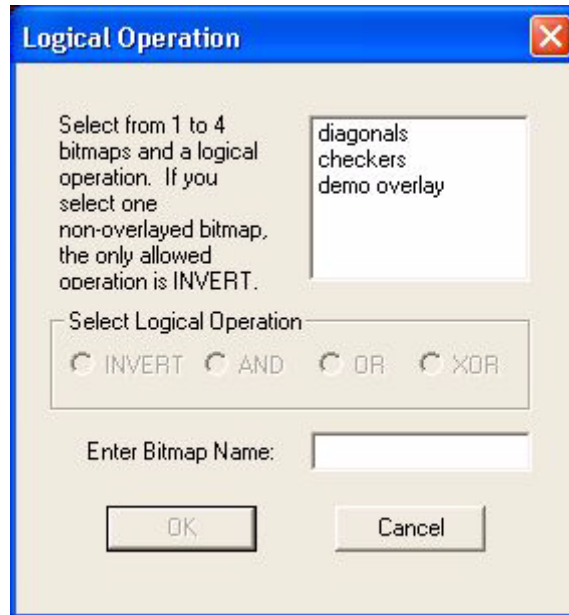 Logical Operation
Select from 1 to 4
bitmaps and a logical
operation.  If you
select one
non-overlayed bitmap,
the only allowed
operation is INVERT.
diagonals
checkers
demo overlay
Select Logical Operation
INVERT AND OR XOR
Enter Bitmap Name:
OK Cancel